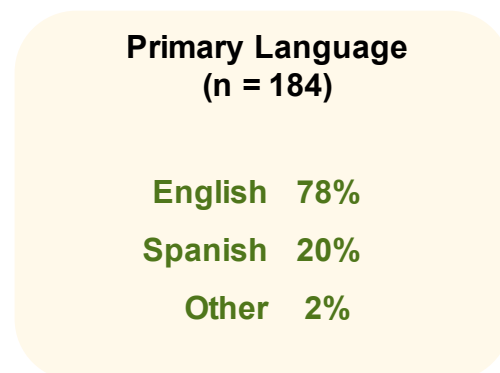 Primary Language
(n = 184)
English 78%
Spanish 20%
Other 2%